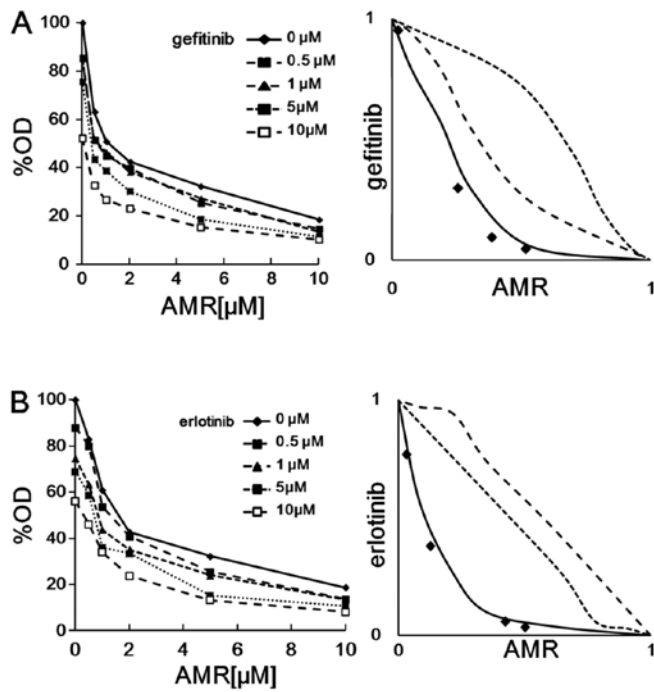 A
gefitinib
0 μM
0.5 μM
1 μM
5μM
10μM
%OD
100
80
60
40
20
0
0 2 4 6 8 10
AMR[μM]
1
gefitinib
0
0 AMR 1
B
erlotinib
0 μM
0.5 μM
1 μM
5μM
10μM
%OD
100
80
60
40
20
0
0 2 4 6 8 10
AMR[μM]
1
erlotinib
0
0 AMR 1